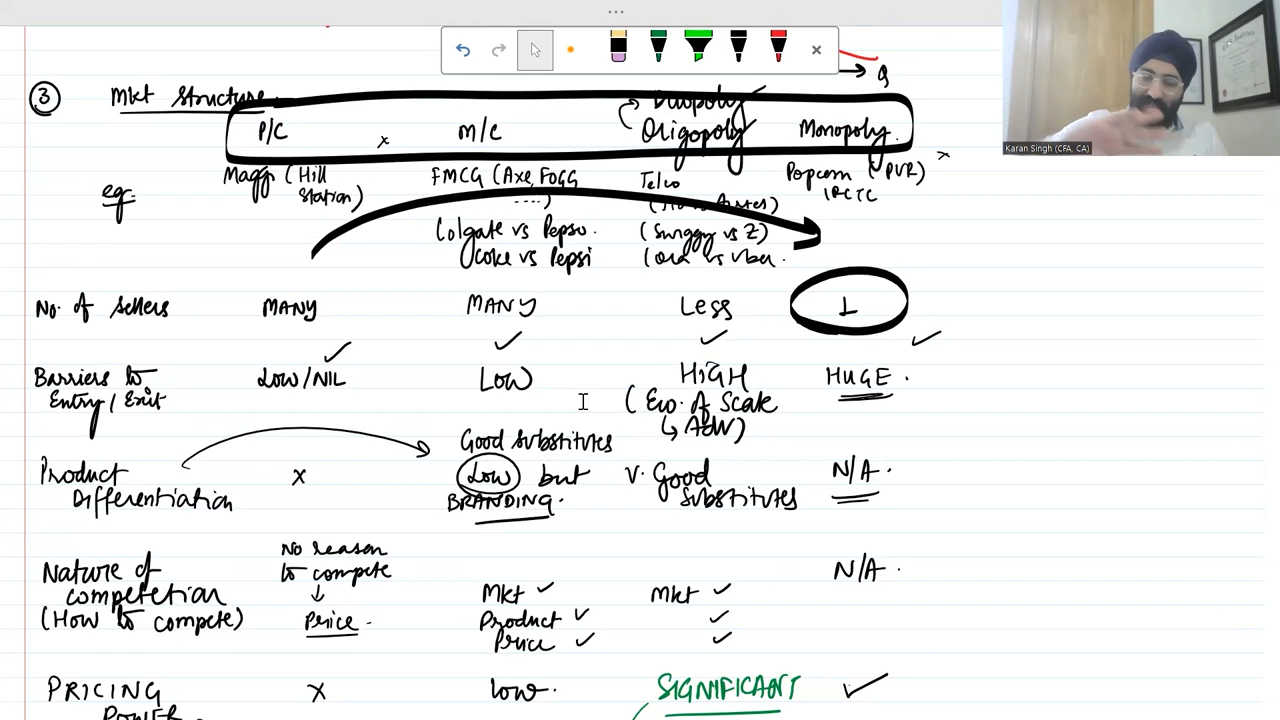 ③ Mkt Structure.
P/C x M/C Duopoly Oligopoly Monopoly. x
→ q
eg. Maggi (Hill Station) FMCG (Axe, FOGG ....) Telco Popcorn (PVR) IRCTC
Colgate vs Pepso. (Swiggy vs Z)
Coke vs Pepsi (Ola vs Uber.
No. of sellers MANY MANY Less 1
Barriers to Entry/Exit Low/NIL Low HIGH HUGE.
(Eco. of Scale
↳ Adv)
Good substitutes
Product Differentiation x Low but BRANDING. V. Good Substitutes N/A.
No reason to compete
↓
Price.
Nature of competetion (How to compete)
Mkt ✓ Mkt ✓ N/A.
Product ✓ ✓
Price ✓ ✓
PRICING POWER x low. SIGNIFICANT ✓
Karan Singh (CFA, CA)